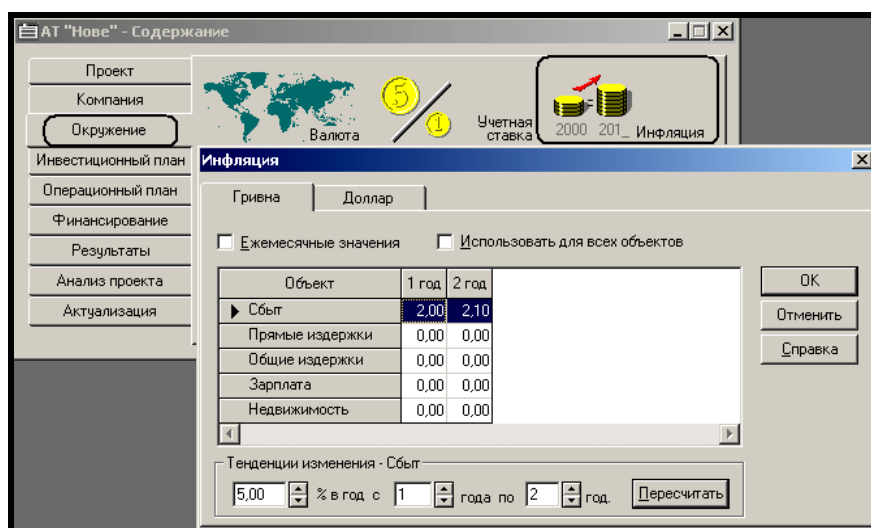 АТ "Нове" - Содержание
Проект
Компания
Окружение
Инвестиционный план
Операционный план
Финансирование
Результаты
Анализ проекта
Актуализация
Валюта
5
1
Учетная
ставка
2000 201_ Инфляция
Инфляция
Гривна Доллар
Ежемесячные значения Использовать для всех объектов
Объект 1 год 2 год
Сбыт 2,00 2,10
Прямые издержки 0,00 0,00
Общие издержки 0,00 0,00
Зарплата 0,00 0,00
Недвижимость 0,00 0,00
OK
Отменить
Справка
Тенденции изменения - Сбыт
5,00 % в год с 1 года по 2 год. Пересчитать